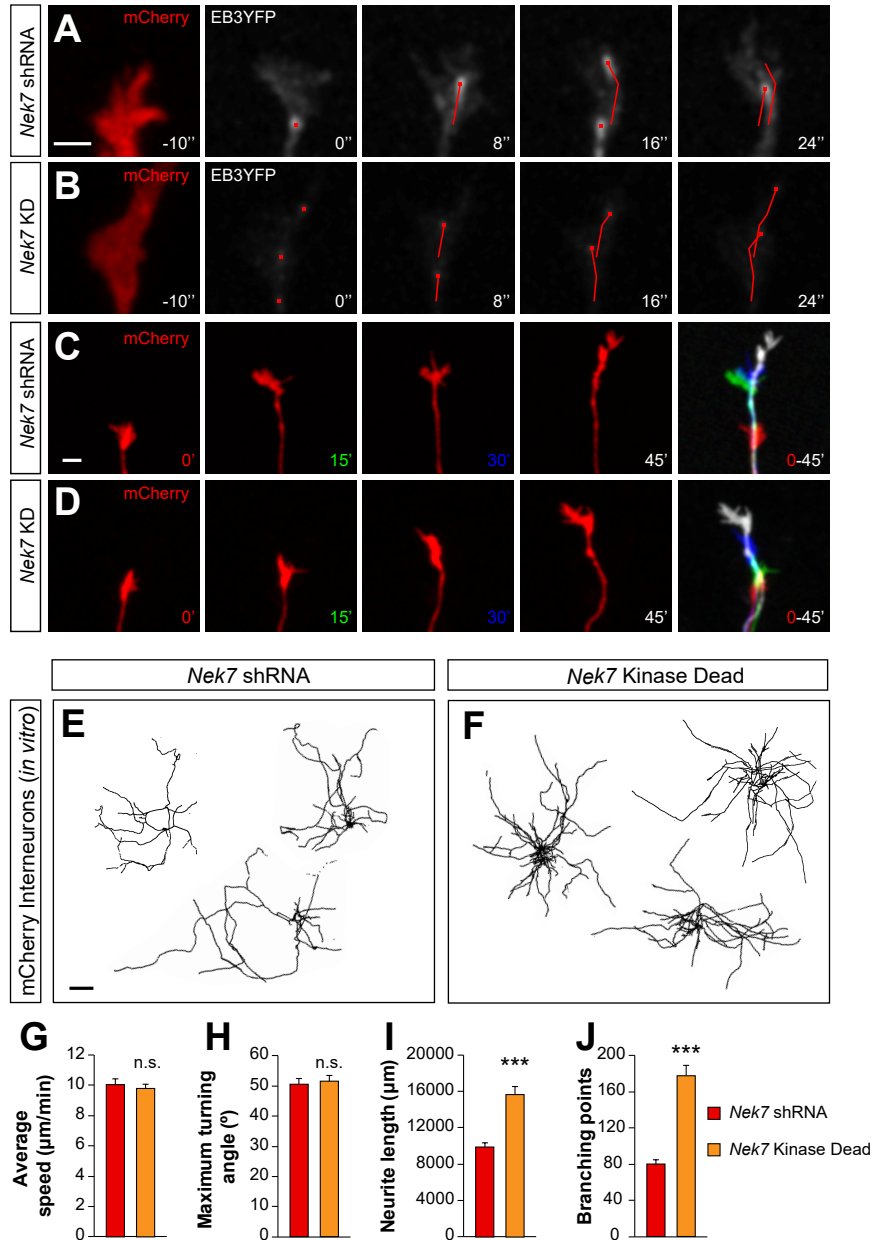 A
Nek7 shRNA
mCherry
-10’’
EB3YFP
0’’
8’’
16’’
24’’
B
Nek7 KD
mCherry
-10’’
EB3YFP
0’’
8’’
16’’
24’’
C
Nek7 shRNA
mCherry
0’
15’
30’
45’
0-45’
D
Nek7 KD
mCherry
0’
15’
30’
45’
0-45’
Nek7 shRNA
Nek7 Kinase Dead
mCherry Interneurons (in vitro)
E
F
G
Average
speed (µm/min)
12
10
8
6
4
2
0
n.s.
H
Maximum turning
angle (º)
60
50
40
30
20
10
0
n.s.
I
Neurite length (µm)
20000
16000
12000
8000
4000
0
***
J
Branching points
200
160
120
80
40
0
***
Nek7 shRNA
Nek7 Kinase Dead